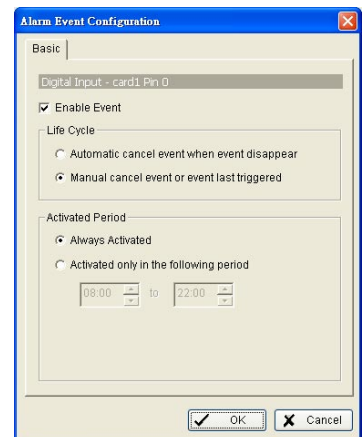 Alarm Event Configuration
Basic
Digital Input - card1 Pin 0
Enable Event
Life Cycle
Automatic cancel event when event disappear
Manual cancel event or event last triggered
Activated Period
Always Activated
Activated only in the following period
08:00 to 22:00
OK Cancel